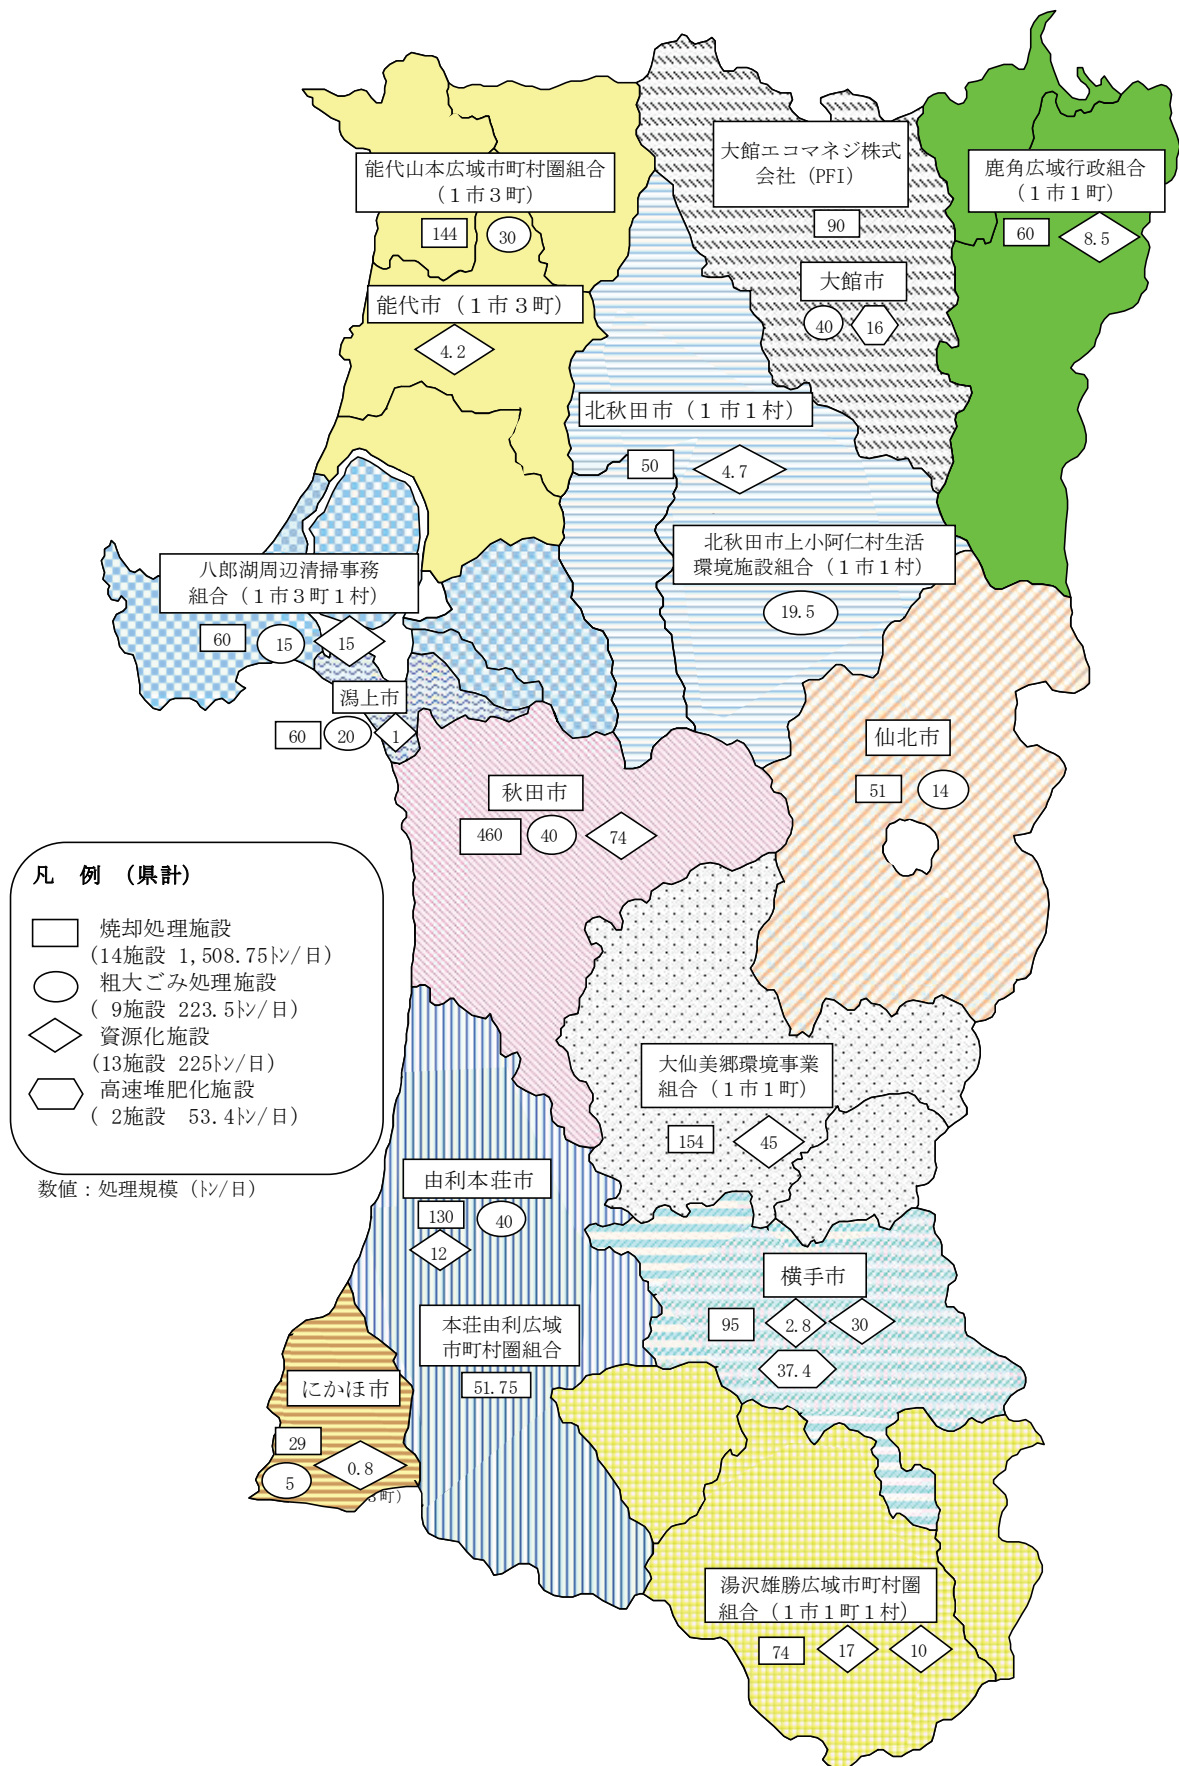 能代山本広域市町村圏組合
（1市3町）
144
30
大館エコマネジ株式
会社（PFI）
90
鹿角広域行政組合
（1市1町）
60
8.5
大館市
40
16
能代市（1市3町）
4.2
北秋田市（1市1村）
50
4.7
北秋田市上小阿仁村生活
環境施設組合（1市1村）
19.5
八郎湖周辺清掃事務
組合（1市3町1村）
60
15
15
潟上市
60
20
1
仙北市
51
14
秋田市
460
40
74
凡　例　（県計）
焼却処理施設
(14施設 1,508.75トン/日)
粗大ごみ処理施設
( 9施設 223.5トン/日)
資源化施設
(13施設 225トン/日)
高速堆肥化施設
( 2施設　53.4トン/日)
数値：処理規模（トン/日）
大仙美郷環境事業
組合（1市1町）
154
45
由利本荘市
130
40
12
横手市
95
2.8
30
37.4
本荘由利広域
市町村圏組合
51.75
にかほ市
29
5
0.8
3町）
湯沢雄勝広域市町村圏
組合（1市1町1村）
74
17
10